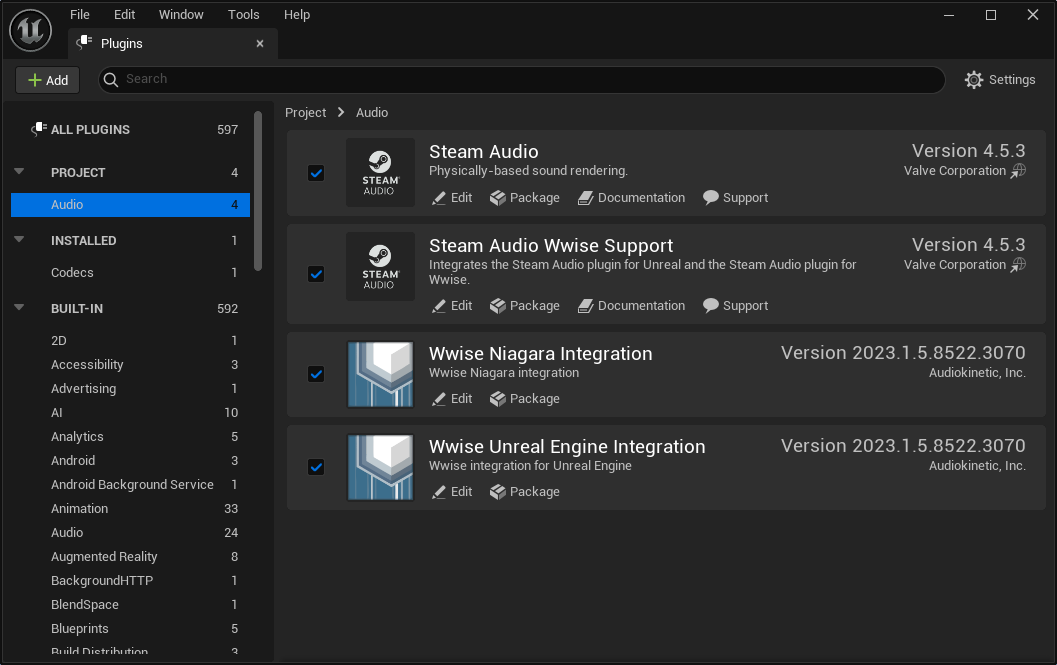 File Edit Window Tools Help
Plugins
Add
Search
Settings
ALL PLUGINS 597
PROJECT 4
Audio 4
INSTALLED 1
Codecs 1
BUILT-IN 592
2D 1
Accessibility 3
Advertising 1
AI 10
Analytics 5
Android 3
Android Background Service 1
Animation 33
Audio 24
Augmented Reality 8
BackgroundHTTP 1
BlendSpace 1
Blueprints 5
Build Distribution 3
Project > Audio
STEAM
AUDIO
Steam Audio
Version 4.5.3
Physically-based sound rendering.
Valve Corporation
Edit Package Documentation Support
STEAM
AUDIO
Steam Audio Wwise Support
Version 4.5.3
Integrates the Steam Audio plugin for Unreal and the Steam Audio plugin for
Wwise.
Valve Corporation
Edit Package Documentation Support
Wwise Niagara Integration
Version 2023.1.5.8522.3070
Wwise Niagara integration
Audiokinetic, Inc.
Edit Package
Wwise Unreal Engine Integration
Version 2023.1.5.8522.3070
Wwise integration for Unreal Engine
Audiokinetic, Inc.
Edit Package